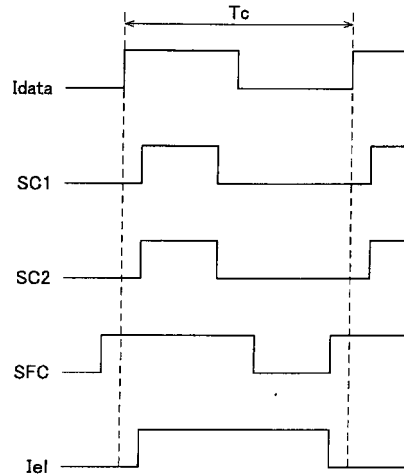 Tc
Idata
SC1
SC2
SFC
Iel